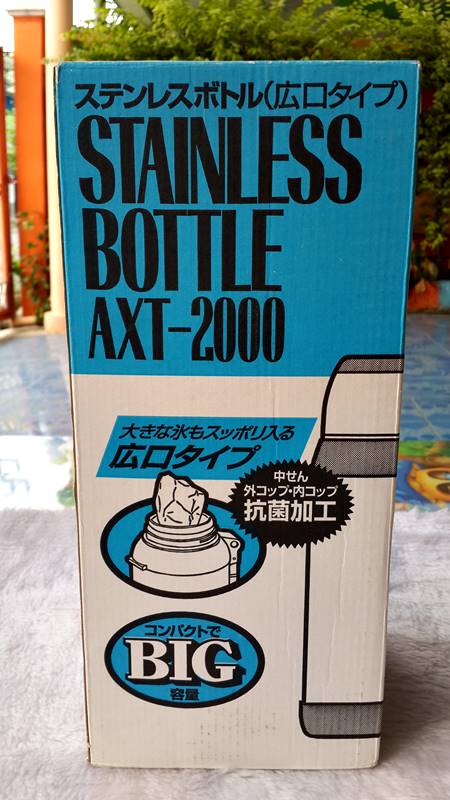 ステンレスボトル(広口タイプ)
STAINLESS
BOTTLE
AXT-2000
大きな氷もスッポリ入る
広口タイプ
中せん
外コップ・内コップ
抗菌加工
コンパクトで
BIG
容量